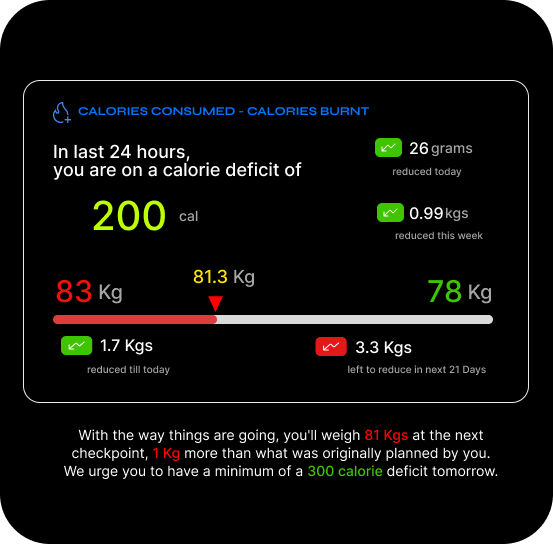 CALORIES CONSUMED - CALORIES BURNT
In last 24 hours,
you are on a calorie deficit of
200 cal
26 grams
reduced today
0.99 kgs
reduced this week
83 Kg
81.3 Kg
78 Kg
1.7 Kgs
reduced till today
3.3 Kgs
left to reduce in next 21 Days
With the way things are going, you'll weigh 81 Kgs at the next
checkpoint, 1 Kg more than what was originally planned by you.
We urge you to have a minimum of a 300 calorie deficit tomorrow.